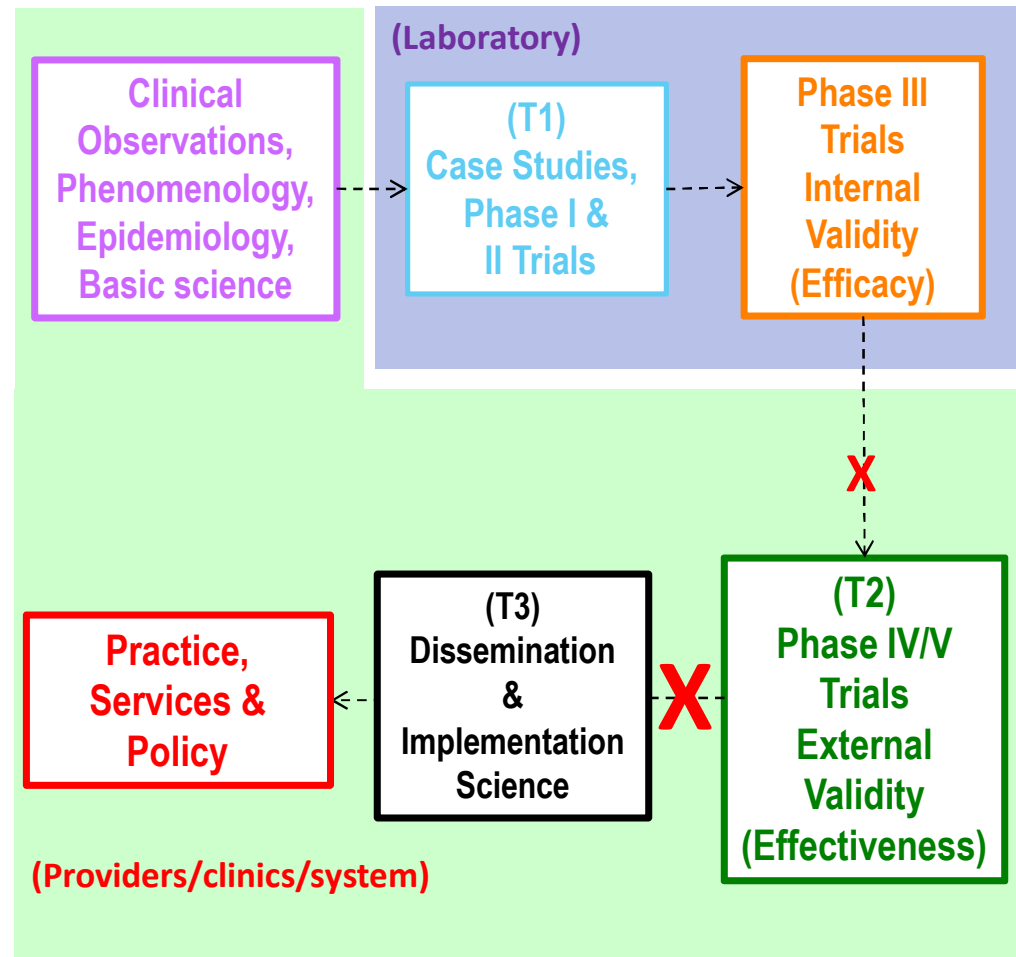 (Laboratory)
Clinical
Observations,
Phenomenology,
Epidemiology,
Basic science
(T1)
Case Studies,
Phase I &
II Trials
Phase III
Trials
Internal
Validity
(Efficacy)
X
(T2)
Phase IV/V
Trials
External
Validity
(Effectiveness)
X
(T3)
Dissemination
&
Implementation
Science
Practice,
Services &
Policy
(Providers/clinics/system)